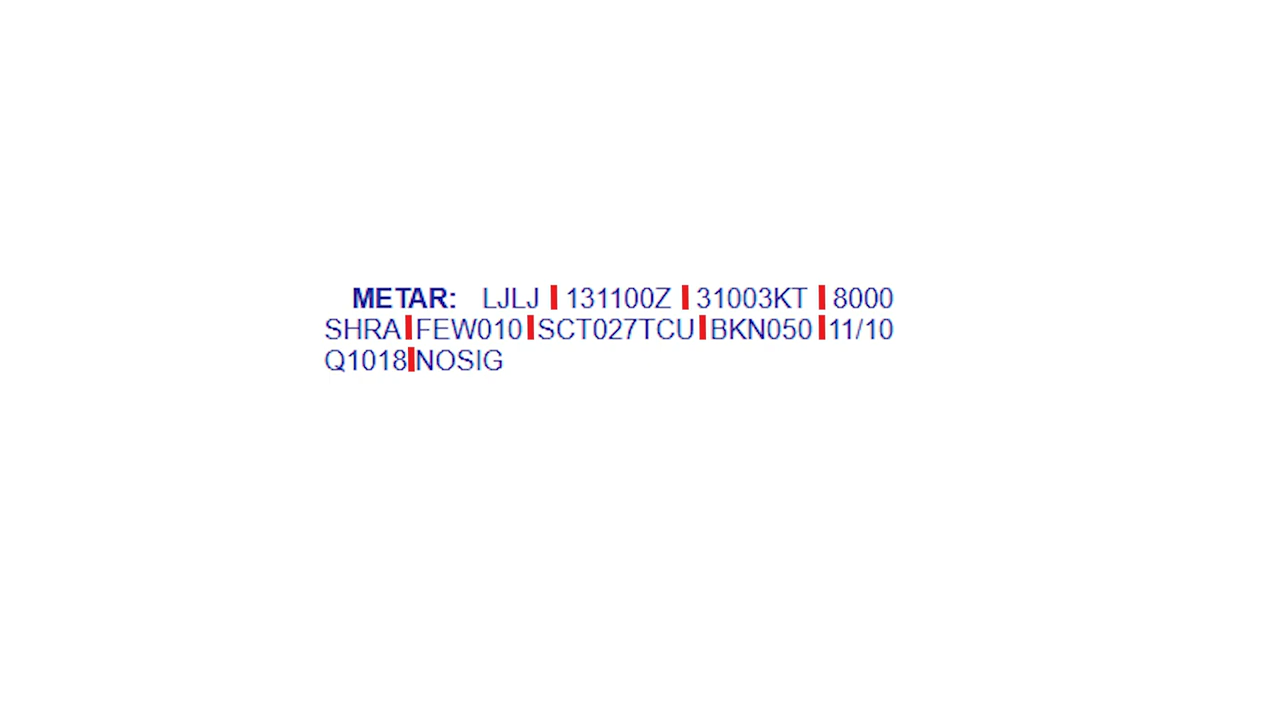 METAR: LJLJ 131100Z 31003KT 8000
SHRA FEW010 SCT027TCU BKN050 11/10
Q1018 NOSIG